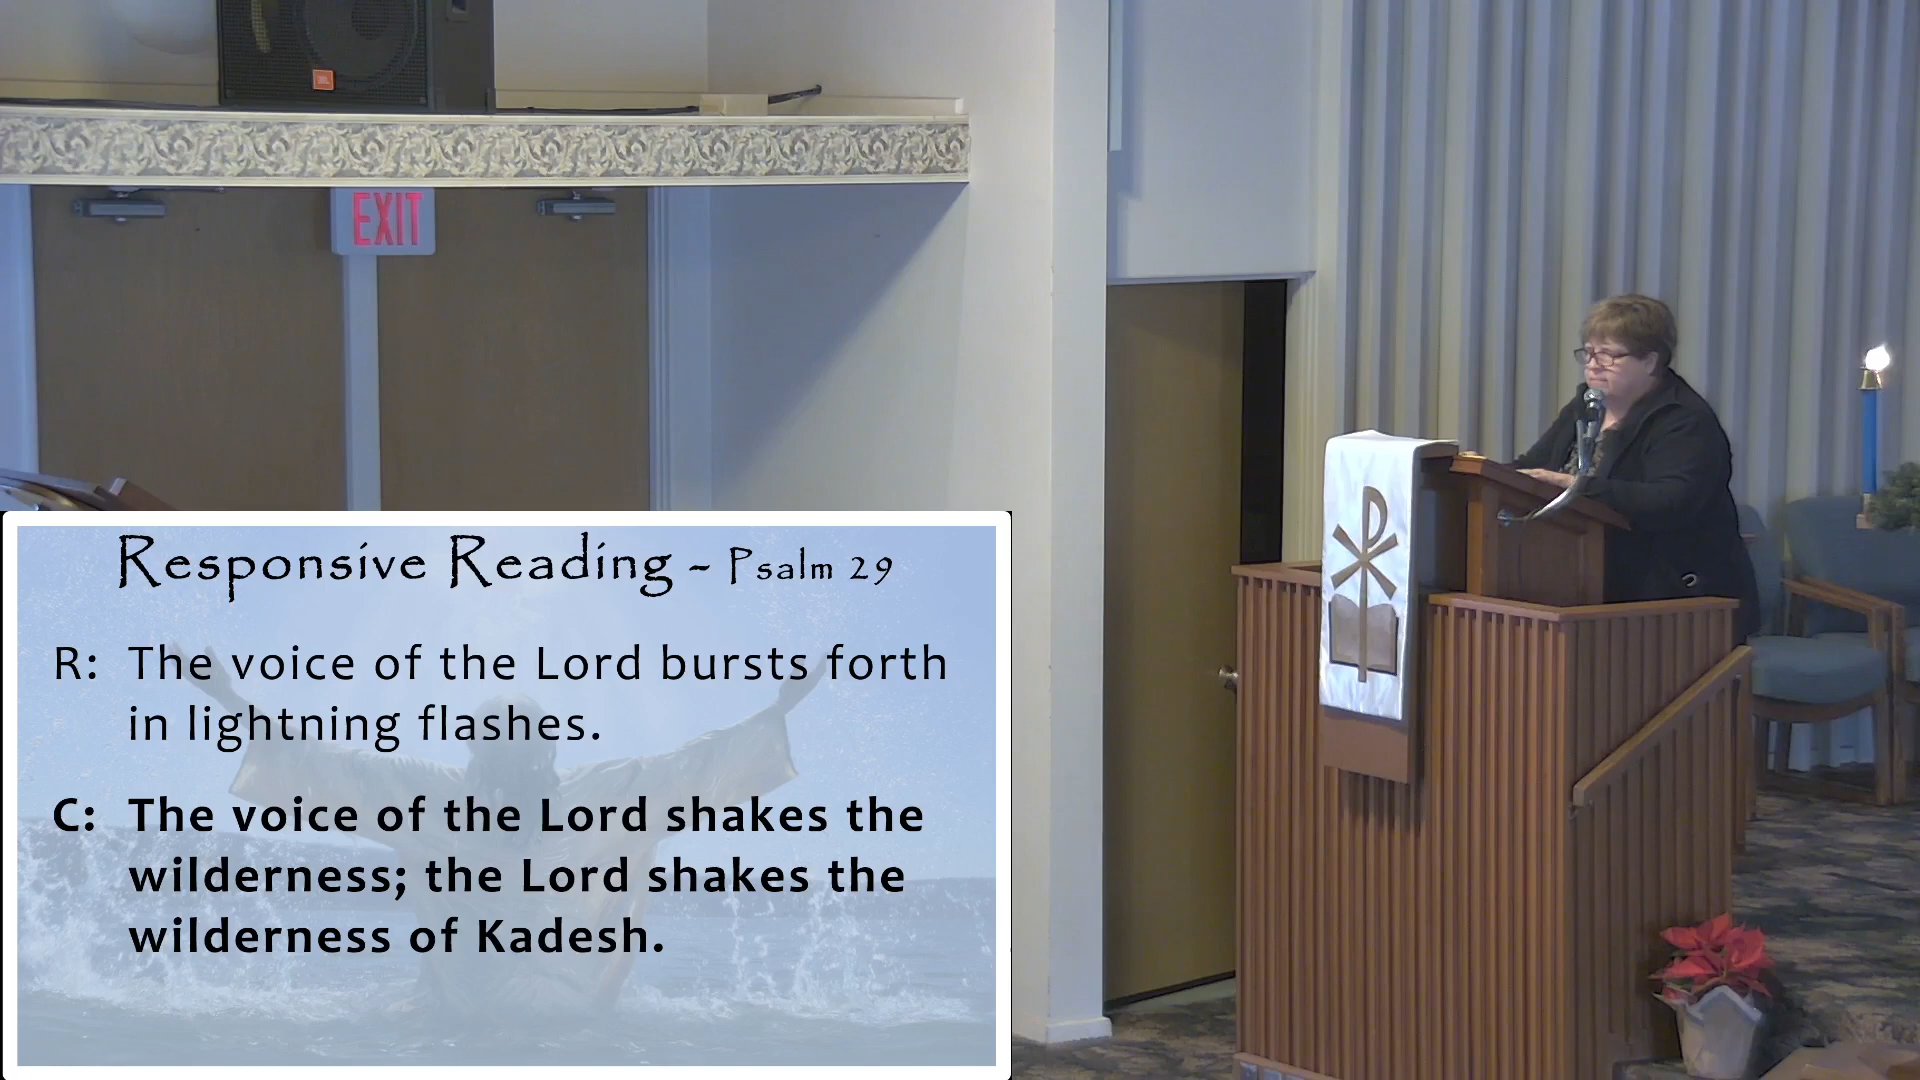 EXIT
Responsive Reading - Psalm 29
R: The voice of the Lord bursts forth
in lightning flashes.
C: The voice of the Lord shakes the
wilderness; the Lord shakes the
wilderness of Kadesh.